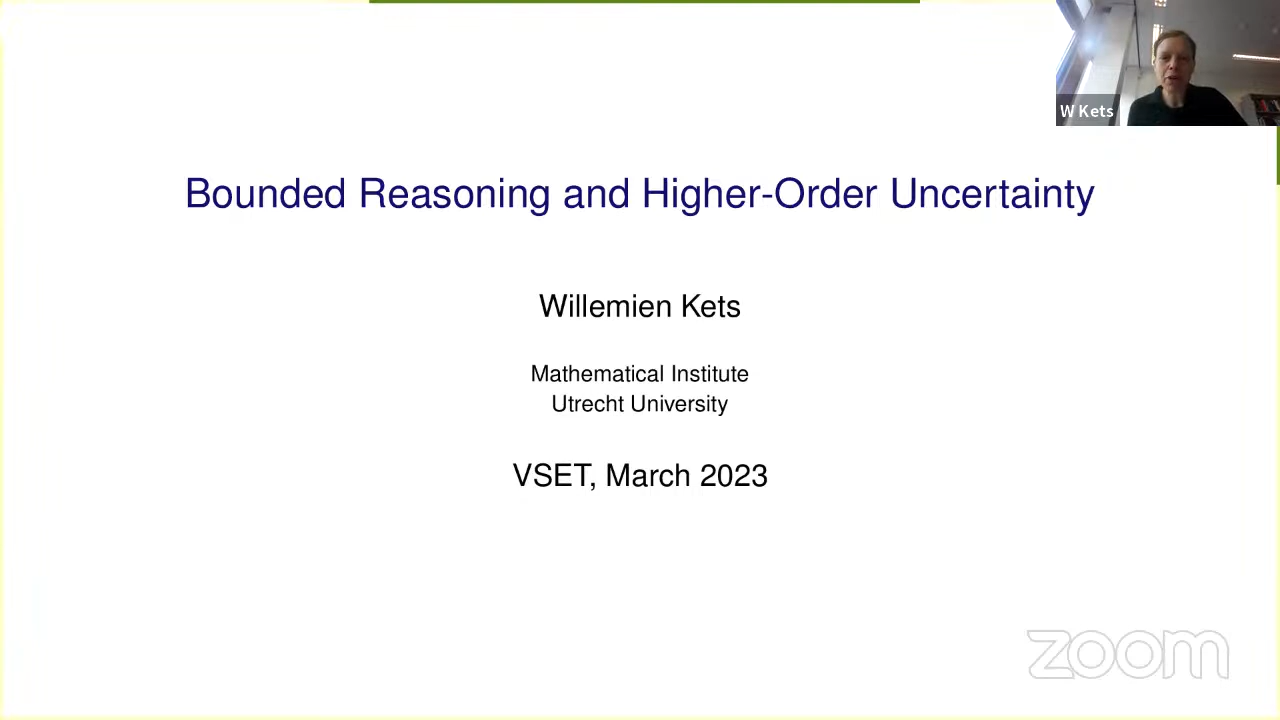 W Kets
Bounded Reasoning and Higher-Order Uncertainty
Willemien Kets
Mathematical Institute
Utrecht University
VSET, March 2023
zoom